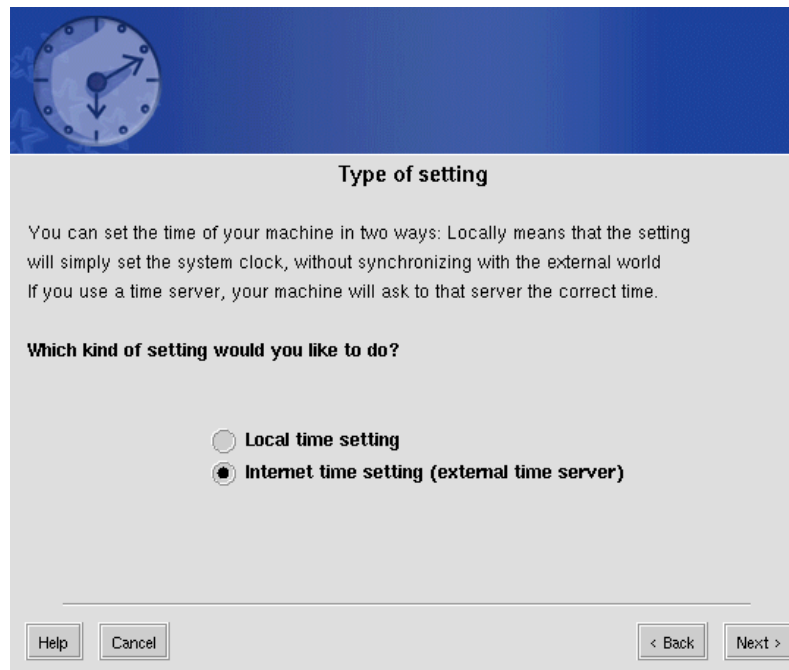 Type of setting
You can set the time of your machine in two ways: Locally means that the setting
will simply set the system clock, without synchronizing with the external world
If you use a time server, your machine will ask to that server the correct time.
Which kind of setting would you like to do?
Local time setting
Internet time setting (external time server)
Help Cancel < Back Next >